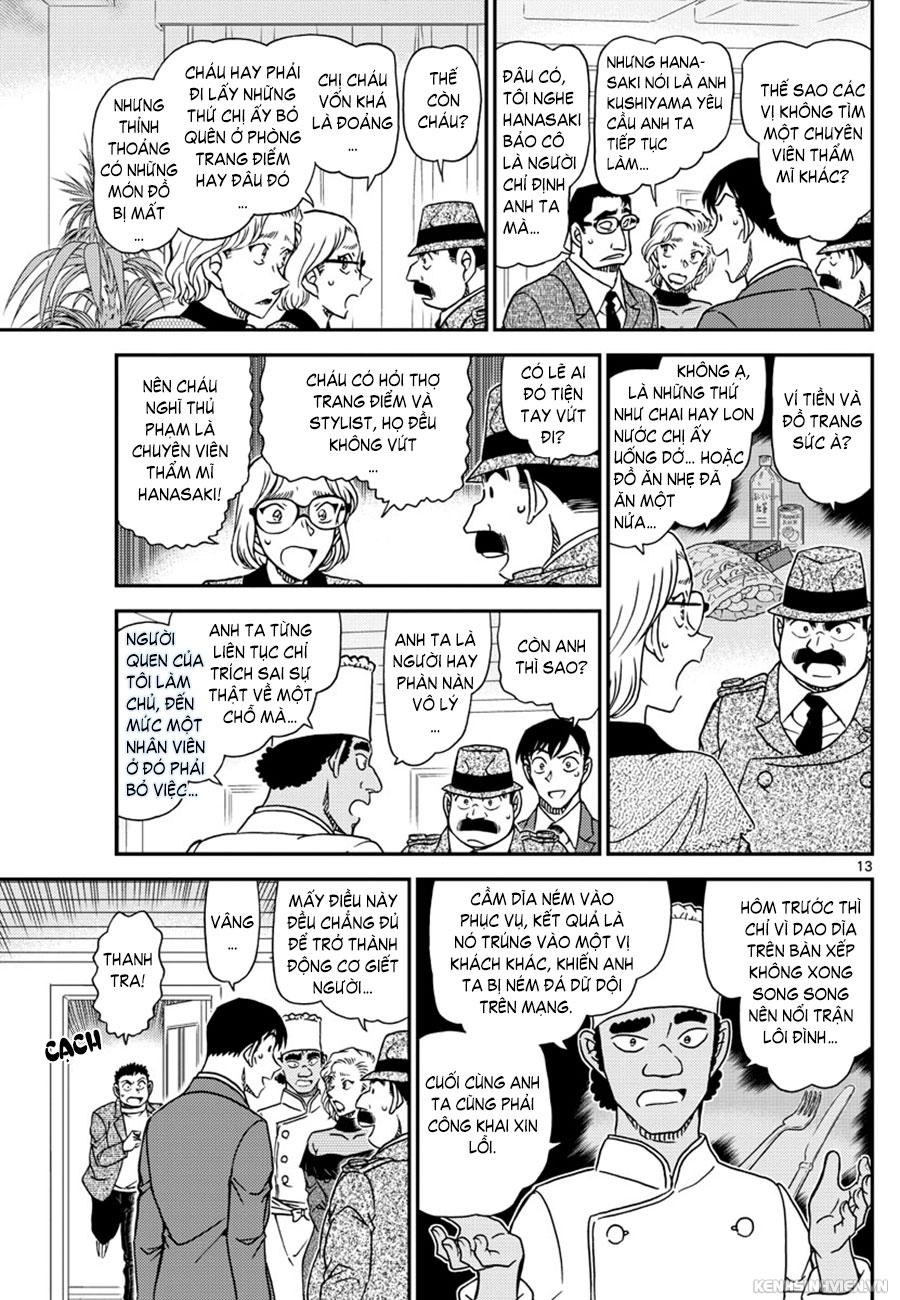 THẾ SAO CÁC
VỊ KHÔNG TÌM
MỘT CHUYÊN
VIÊN THẨM
MĨ KHÁC?
NHƯNG HANA-
SAKI NÓI LÀ ANH
KUSHIYAMA YÊU
CẦU ANH TA
TIẾP TỤC
LÀM...
ĐÂU CÓ,
TÔI NGHE
HANASAKI
BẢO CÔ
LÀ NGƯỜI
CHỈ ĐỊNH
ANH TA
MÀ...
THẾ
CÒN
CHÁU?
CHỊ CHÁU
VỐN KHÁ
LÀ ĐOẢNG
...
CHÁU HAY PHẢI
ĐI LẤY NHỮNG
THỨ CHỊ ẤY BỎ
QUÊN Ở PHÒNG
TRANG ĐIỂM
HAY ĐÂU ĐÓ
...
NHƯNG
THỈNH
THOẢNG
CÓ NHỮNG
MÓN ĐỒ
BỊ MẤT
...
VÍ TIỀN VÀ
ĐỒ TRANG
SỨC À?
KHÔNG Ạ,
LÀ NHỮNG THỨ
NHƯ CHAI HAY LON
NƯỚC CHỊ ẤY
UỐNG DỞ... HOẶC
ĐỒ ĂN NHẸ ĐÃ
ĂN MỘT
NỬA...
CÓ LẼ AI
ĐÓ TIỆN
TAY VỨT
ĐI?
CHÁU CÓ HỎI THỢ
TRANG ĐIỂM VÀ
STYLIST, HỌ ĐỀU
KHÔNG VỨT
...
NÊN CHÁU
NGHĨ THỦ
PHẠM LÀ
CHUYÊN VIÊN
THẨM MĨ
HANASAKI!
CÒN ANH
THÌ SAO?
ANH TA LÀ
NGƯỜI HAY
PHÀN NÀN
VÔ LÝ
...
ANH TA TỪNG
LIÊN TỤC CHỈ
TRÍCH SAI SỰ
THẬT VỀ MỘT
CHỖ MÀ...
NGƯỜI
QUEN CỦA
TÔI LÀM
CHỦ, ĐẾN
MỨC MỘT
NHÂN VIÊN
Ở ĐÓ PHẢI
BỎ VIỆC...
13
HÔM TRƯỚC THÌ
CHỈ VÌ DAO DĨA
TRÊN BÀN XẾP
KHÔNG XONG
SONG SONG
NÊN NỔI TRẬN
LÔI ĐÌNH...
CẦM DĨA NÉM VÀO
PHỤC VỤ, KẾT QUẢ LÀ
NÓ TRÚNG VÀO MỘT VỊ
KHÁCH KHÁC, KHIẾN ANH
TA BỊ NÉM ĐÁ DỮ DỘI
TRÊN MẠNG.
CUỐI CÙNG ANH
TA CŨNG PHẢI
CÔNG KHAI XIN
LỖI.
MẤY ĐIỀU NÀY
ĐỀU CHẲNG ĐỦ
ĐỂ TRỞ THÀNH
ĐỘNG CƠ GIẾT
NGƯỜI...
VÂNG
...
THANH
TRA!
CẠCH
KENHSINHVIEN.VN